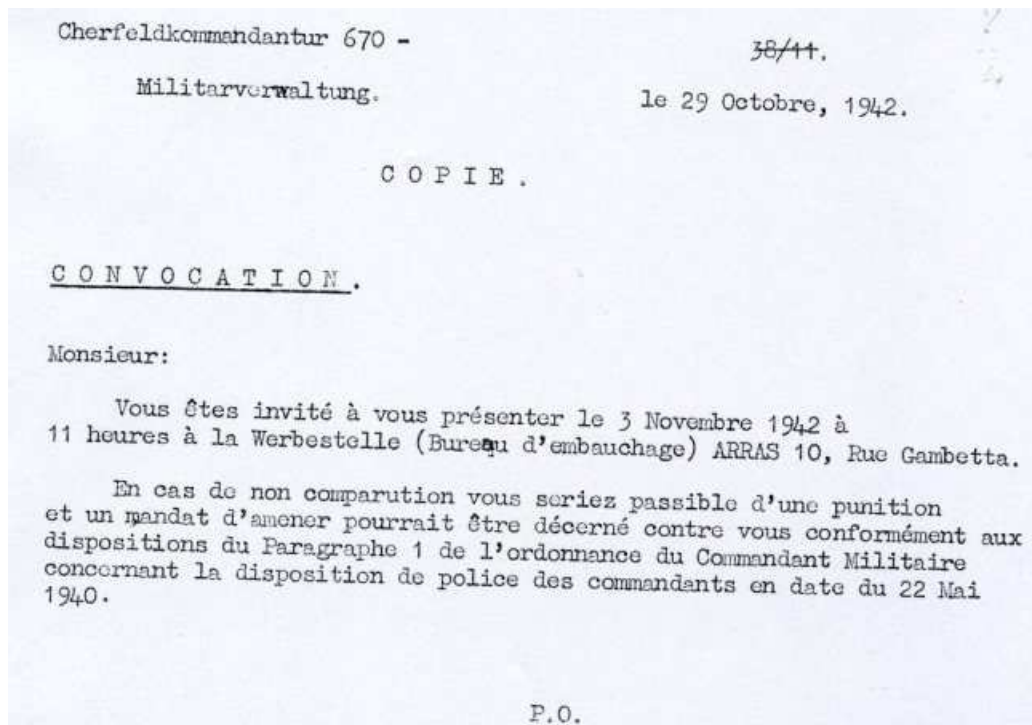 Cherfeldkommandantur 670 -
38/11.
Militarverwaltung.
le 29 Octobre, 1942.
C O P I E .
C O N V O C A T I O N .
Monsieur:
Vous êtes invité à vous présenter le 3 Novembre 1942 à
11 heures à la Werbestelle (Bureau d'embauchage) ARRAS 10, Rue Gambetta.
En cas de non comparution vous seriez passible d'une punition
et un mandat d'amener pourrait être décerné contre vous conformément aux
dispositions du Paragraphe 1 de l'ordonnance du Commandant Militaire
concernant la disposition de police des commandants en date du 22 Mai
1940.
P.O.